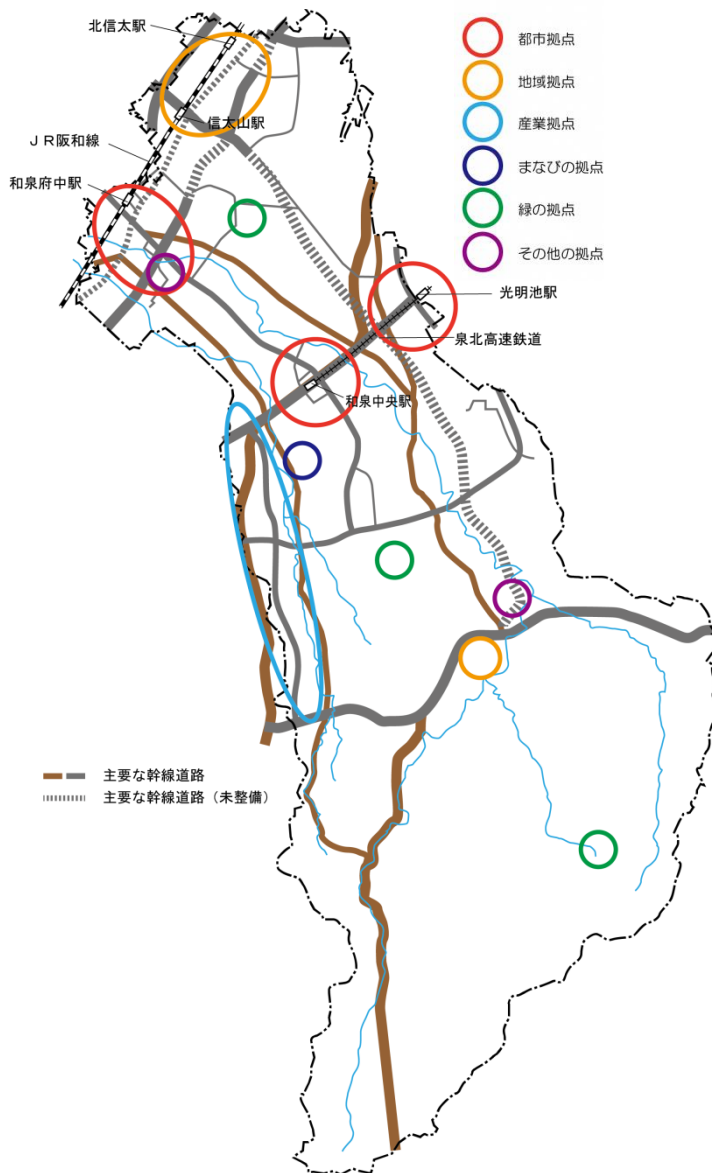 北信太駅
都市拠点
地域拠点
信太山駅
産業拠点
ＪＲ阪和線
まなびの拠点
和泉府中駅
緑の拠点
その他の拠点
光明池駅
泉北高速鉄道
和泉中央駅
主要な幹線道路
主要な幹線道路（未整備）